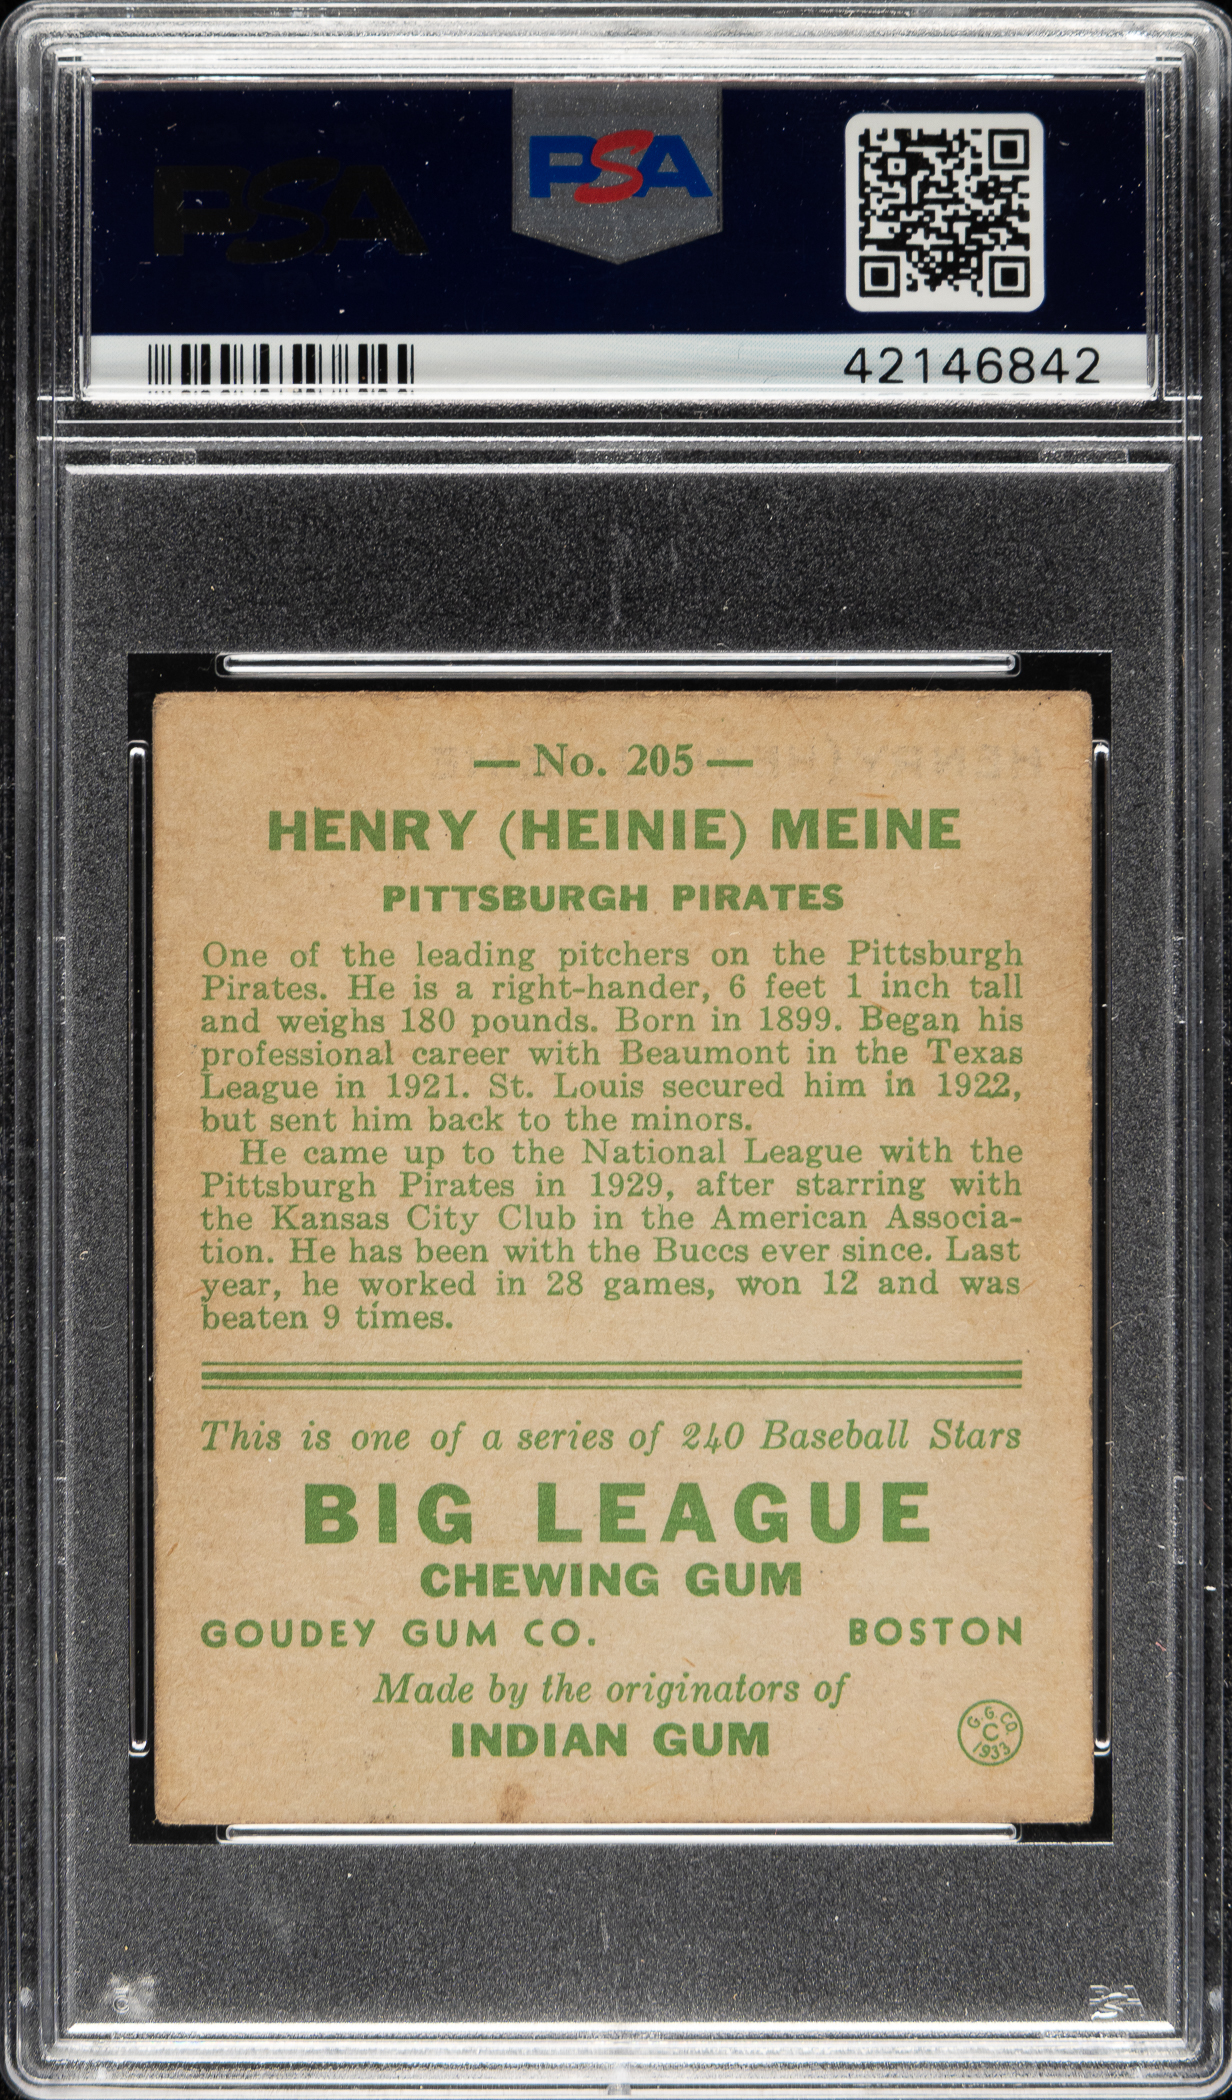 PSA
PSA
42146842
— No. 205 —
HENRY (HEINIE) MEINE
PITTSBURGH PIRATES
One of the leading pitchers on the Pittsburgh
Pirates. He is a right-hander, 6 feet 1 inch tall
and weighs 180 pounds. Born in 1899. Began his
professional career with Beaumont in the Texas
League in 1921. St. Louis secured him in 1922,
but sent him back to the minors.
He came up to the National League with the
Pittsburgh Pirates in 1929, after starring with
the Kansas City Club in the American Associa-
tion. He has been with the Buccs ever since. Last
year, he worked in 28 games, won 12 and was
beaten 9 times.
This is one of a series of 240 Baseball Stars
BIG LEAGUE
CHEWING GUM
GOUDEY GUM CO. BOSTON
Made by the originators of
INDIAN GUM
G. G. CO.
C
1933